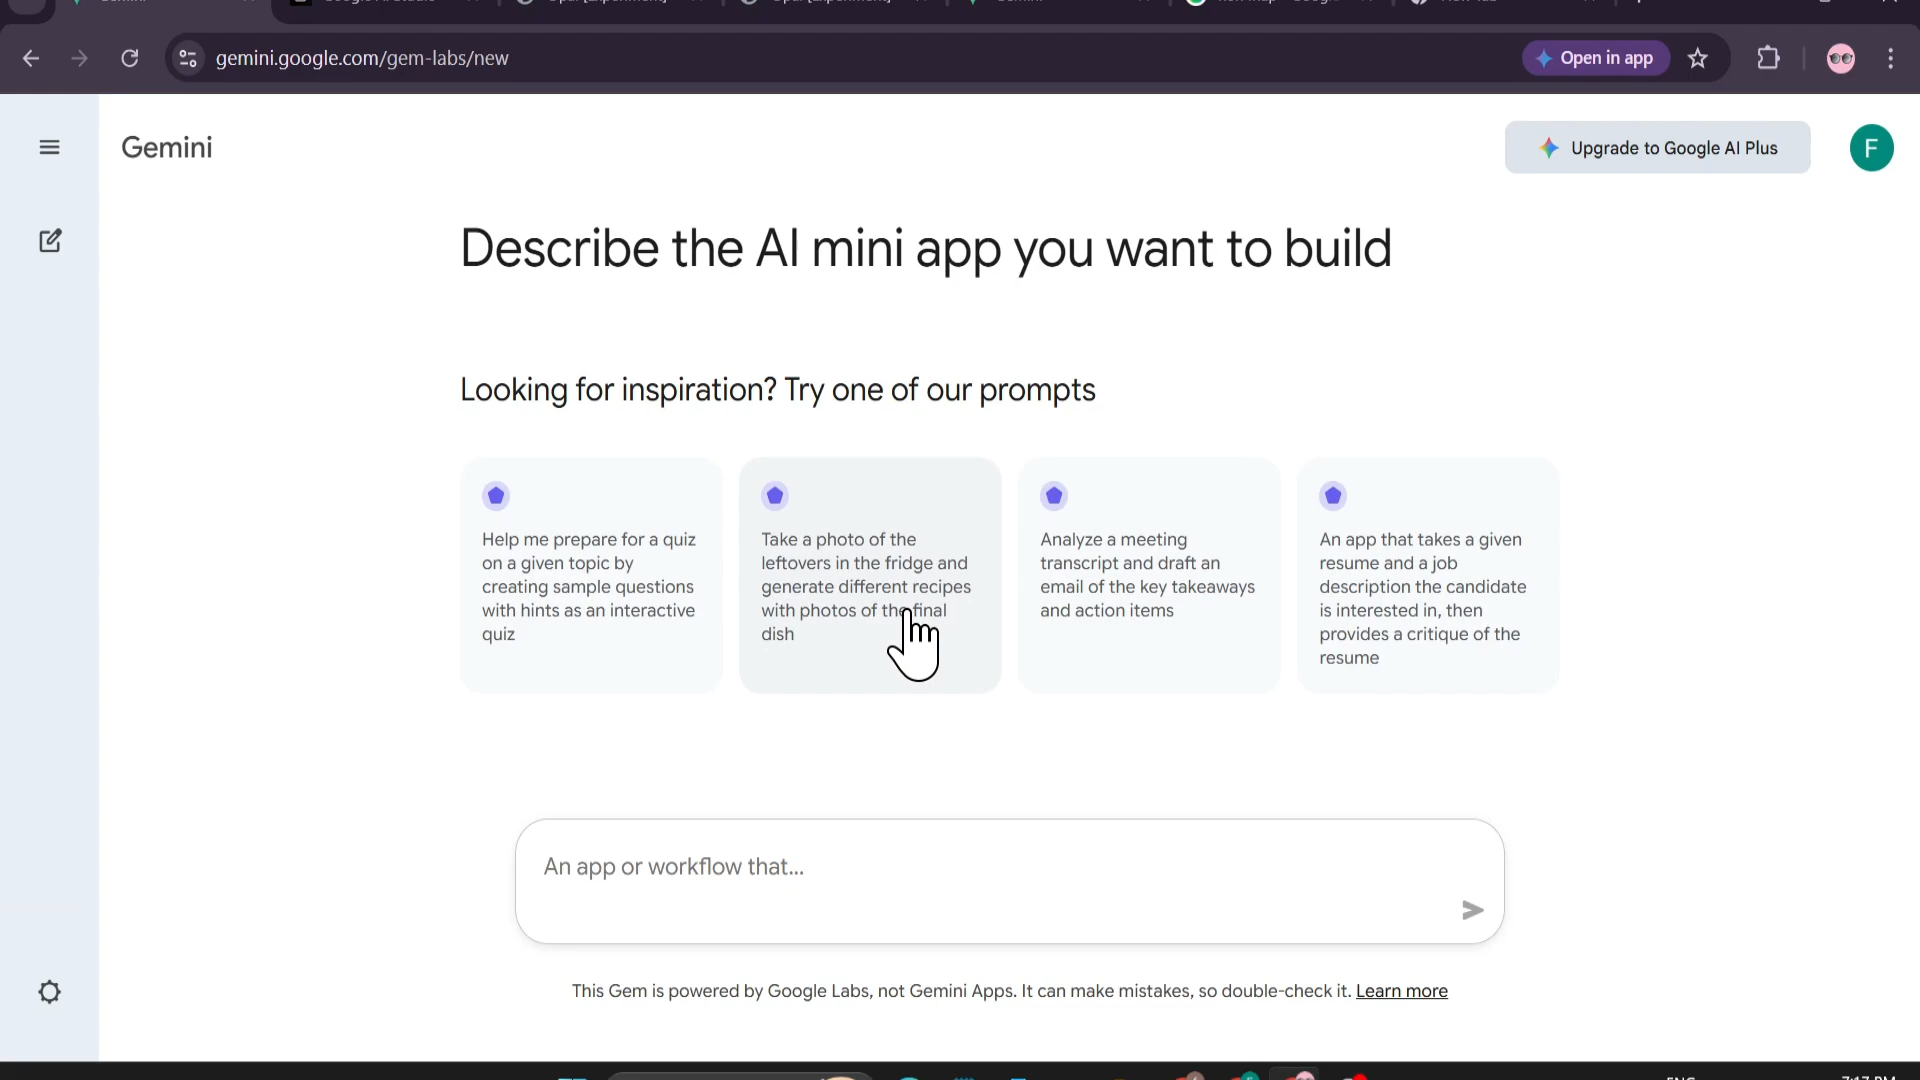 gemini.google.com/gem-labs/new
Open in app
Gemini
Upgrade to Google AI Plus
F
Describe the AI mini app you want to build
Looking for inspiration? Try one of our prompts
Help me prepare for a quiz
on a given topic by
creating sample questions
with hints as an interactive
quiz
Take a photo of the
leftovers in the fridge and
generate different recipes
with photos of the final
dish
Analyze a meeting
transcript and draft an
email of the key takeaways
and action items
An app that takes a given
resume and a job
description the candidate
is interested in, then
provides a critique of the
resume
An app or workflow that...
This Gem is powered by Google Labs, not Gemini Apps. It can make mistakes, so double-check it. Learn more